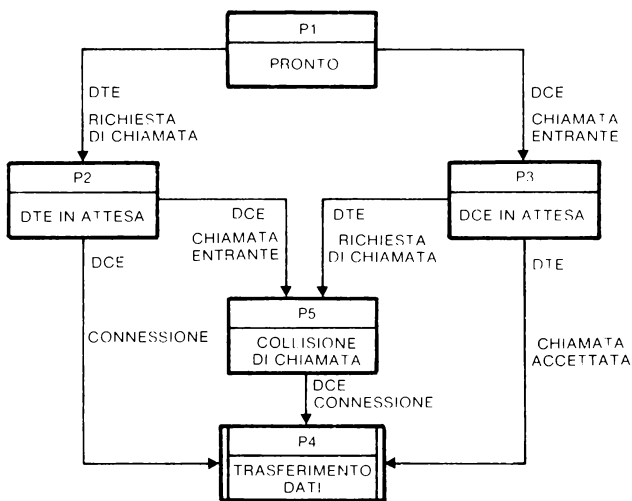 P1
PRONTO
DTE
RICHIESTA
DI CHIAMATA
DCE
CHIAMATA
ENTRANTE
P2
DTE IN ATTESA
P3
DCE IN ATTESA
DCE
CHIAMATA
ENTRANTE
DTE
RICHIESTA
DI CHIAMATA
DCE
CONNESSIONE
DTE
CHIAMATA
ACCETTATA
P5
COLLISIONE
DI CHIAMATA
DCE
CONNESSIONE
P4
TRASFERIMENTO
DATI